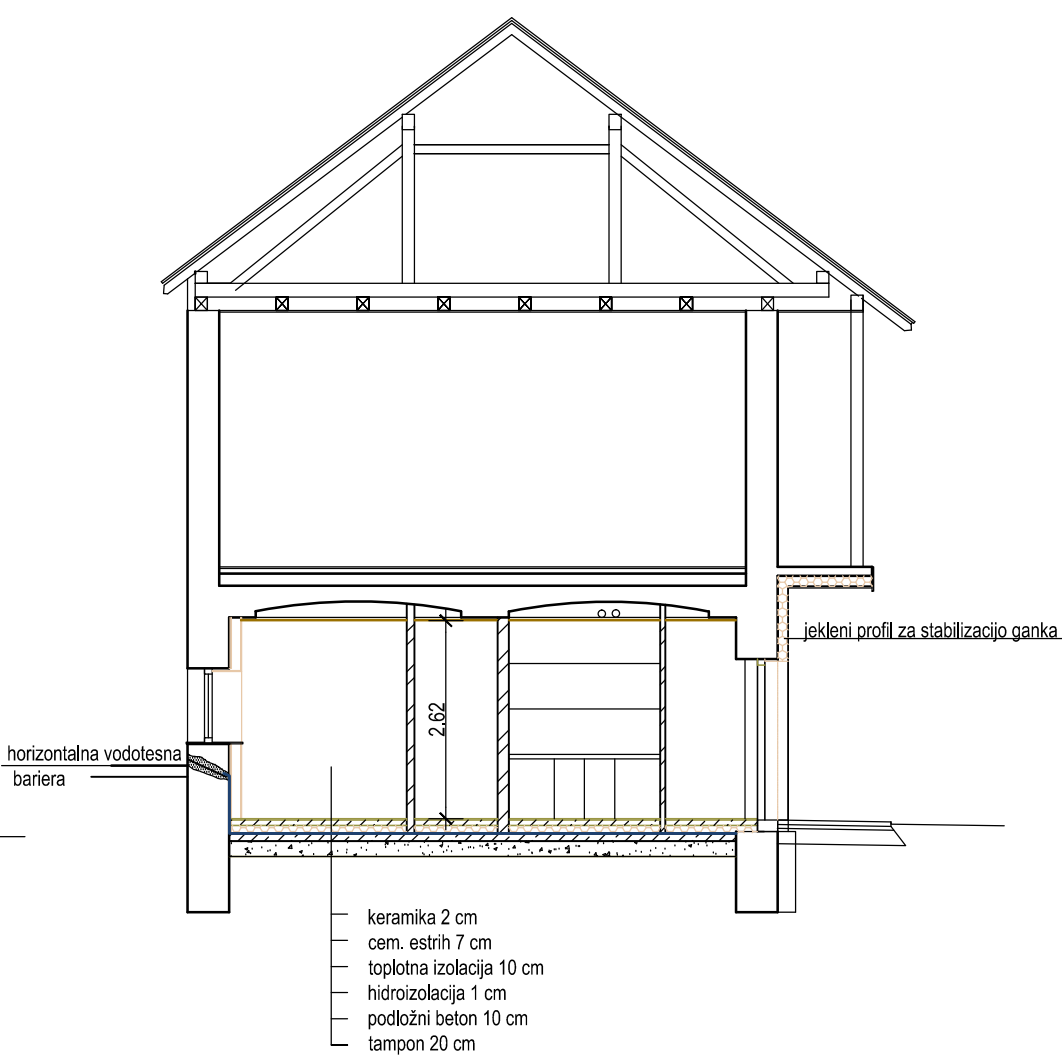 jekleni profil za stabilizacijo ganka
2.62
horizontalna vodotesna
bariera
keramika 2 cm
cem. estrih 7 cm
toplotna izolacija 10 cm
hidroizolacija 1 cm
podložni beton 10 cm
tampon 20 cm